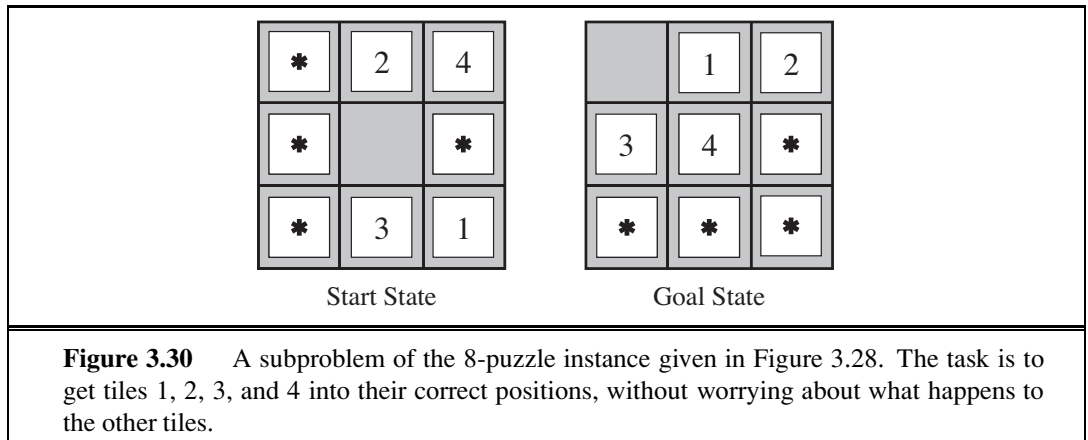 * 2 4 1 2
* * 3 4 *
* 3 1 * * *
Start State Goal State
Figure 3.30 A subproblem of the 8-puzzle instance given in Figure 3.28. The task is to
get tiles 1, 2, 3, and 4 into their correct positions, without worrying about what happens to
the other tiles.